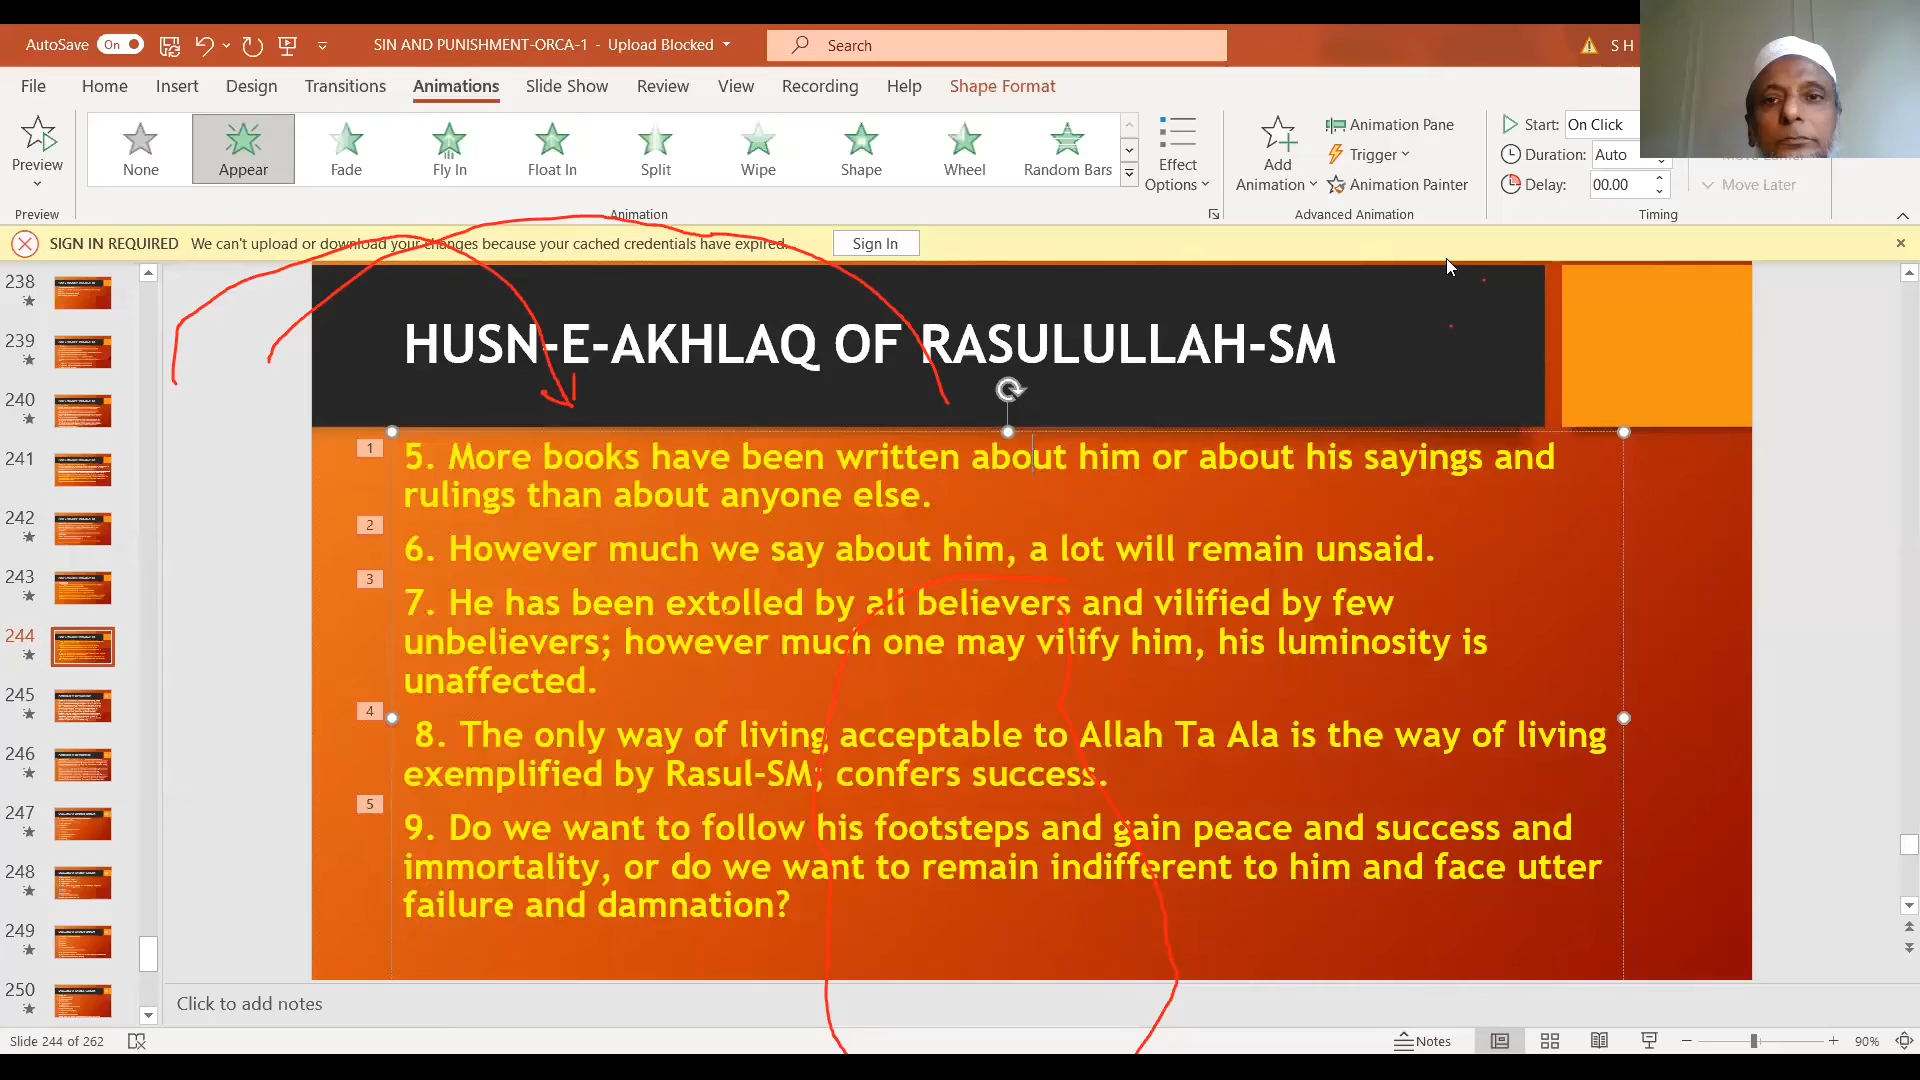 AutoSave On SIN AND PUNISHMENT-ORCA-1 - Upload Blocked Search S H
File Home Insert Design Transitions Animations Slide Show Review View Recording Help Shape Format
Preview None Appear Fade Fly In Float In Split Wipe Shape Wheel Random Bars Effect Options Add Animation
Animation Pane
Trigger
Animation Painter
Start: On Click
Duration: Auto
Delay: 00.00
Move Later
Preview Animation Advanced Animation Timing
SIGN IN REQUIRED We can't upload or download your changes because your cached credentials have expired. Sign In
238
239
240
241
242
243
244
245
246
247
248
249
250
HUSN-E-AKHLAQ OF RASULULLAH-SM
1
5. More books have been written about him or about his sayings and
rulings than about anyone else.
2
6. However much we say about him, a lot will remain unsaid.
3
7. He has been extolled by all believers and vilified by few
unbelievers; however much one may vilify him, his luminosity is
unaffected.
4
8. The only way of living acceptable to Allah Ta Ala is the way of living
exemplified by Rasul-SM; confers success.
5
9. Do we want to follow his footsteps and gain peace and success and
immortality, or do we want to remain indifferent to him and face utter
failure and damnation?
Click to add notes
Slide 244 of 262 Notes 90%